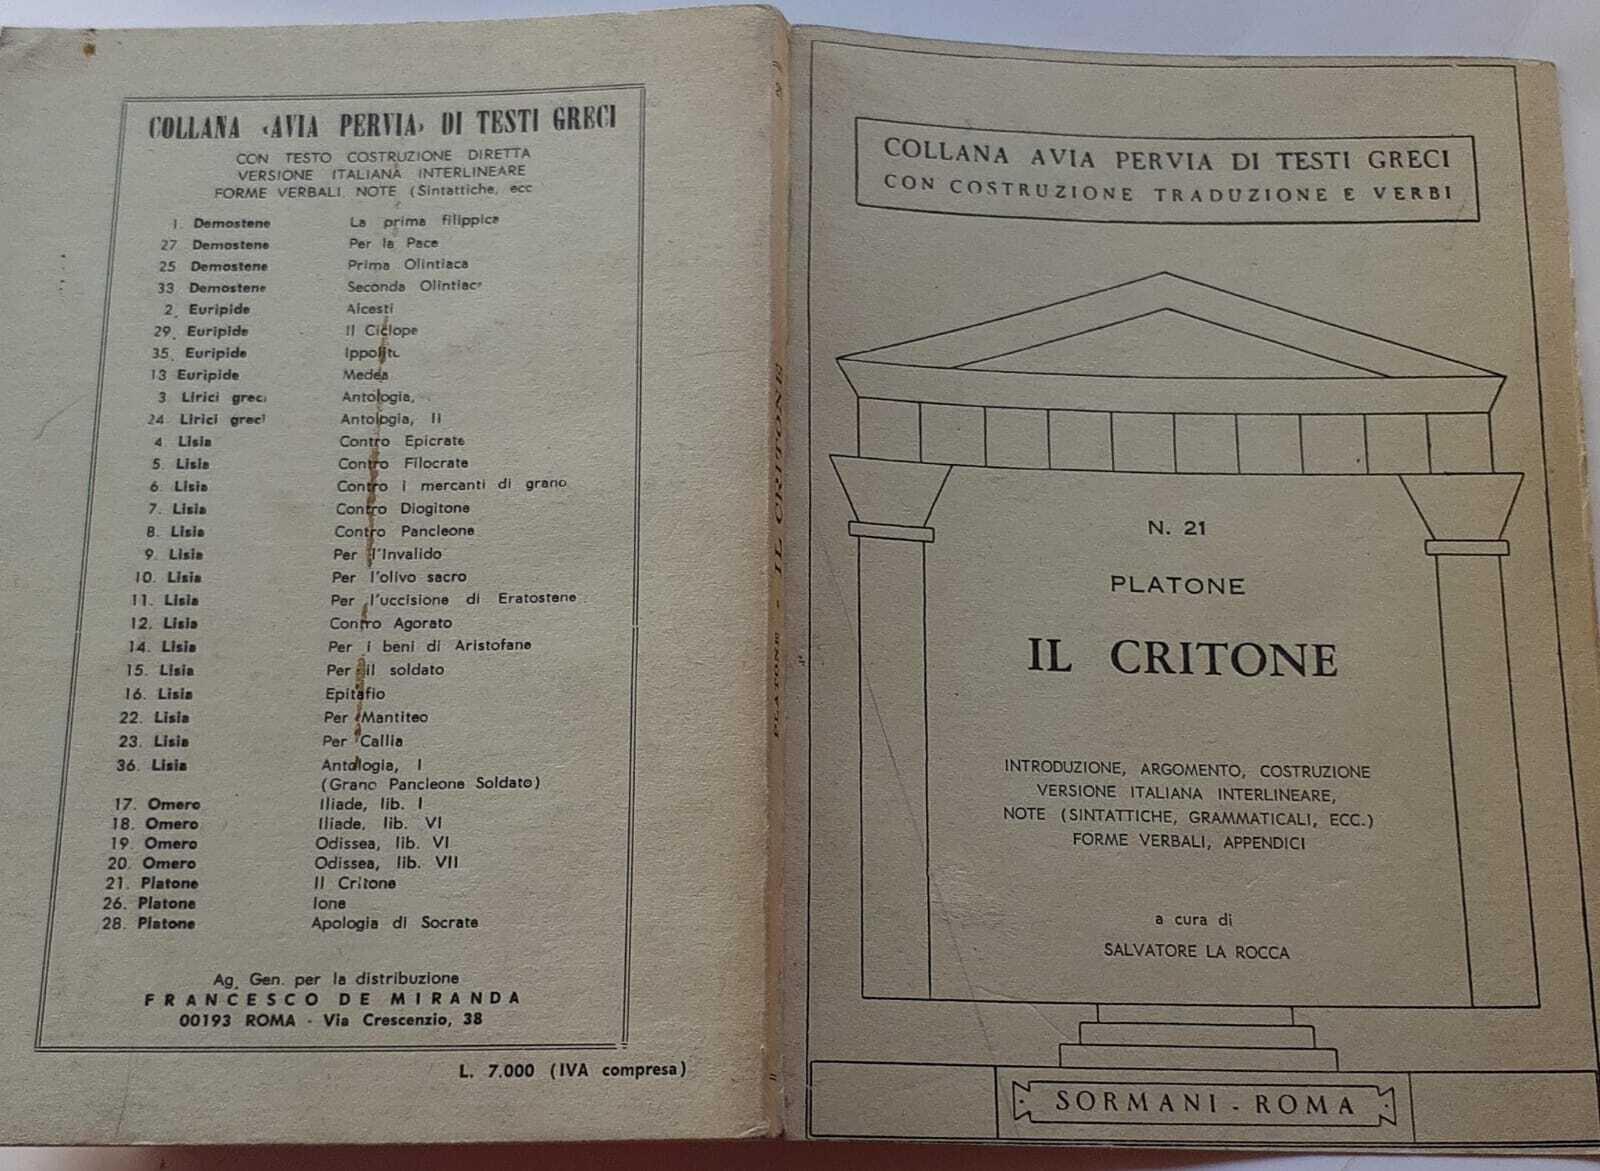 COLLANA «AVIA PERVIA» DI TESTI GRECI
CON TESTO COSTRUZIONE DIRETTA
VERSIONE ITALIANA INTERLINEARE
FORME VERBALI, NOTE (Sintattiche, ecc
1. Demostene La prima filippica
27 Demostene Per la Pace
25 Demostene Prima Olintiaca
33 Demostene Seconda Olintiaca
2. Euripide Alcesti
29. Euripide Il Ciclope
35. Euripide Ippolito
13 Euripide Medea
3 Lirici greci Antologia,
24 Lirici greci Antologia, II
4 Lisia Contro Epicrate
5. Lisia Contro Filocrate
6. Lisia Contro i mercanti di grano
7. Lisia Contro Diogitone
8. Lisia Contro Pancleone
9. Lisia Per l'Invalido
10. Lisia Per l'olivo sacro
11. Lisia Per l'uccisione di Eratostene
12. Lisia Contro Agorato
14. Lisia Per i beni di Aristofane
15. Lisia Per il soldato
16. Lisia Epitafio
22. Lisia Per Mantiteo
23. Lisia Per Callia
36. Lisia Antologia, I
(Grano Pancleone Soldato)
17. Omero Iliade, lib. I
18. Omero Iliade, lib. VI
19. Omero Odissea, lib. VI
20. Omero Odissea, lib. VII
21. Platone Il Critone
26. Platone Ione
28. Platone Apologia di Socrate
Ag. Gen. per la distribuzione
FRANCESCO DE MIRANDA
00193 ROMA - Via Crescenzio, 38
L. 7.000 (IVA compresa)
PLATONE - IL CRITONE
COLLANA AVIA PERVIA DI TESTI GRECI
CON COSTRUZIONE TRADUZIONE E VERBI
N. 21
PLATONE
IL CRITONE
INTRODUZIONE, ARGOMENTO, COSTRUZIONE
VERSIONE ITALIANA INTERLINEARE,
NOTE (SINTATTICHE, GRAMMATICALI, ECC.)
FORME VERBALI, APPENDICI
a cura di
SALVATORE LA ROCCA
SORMANI - ROMA